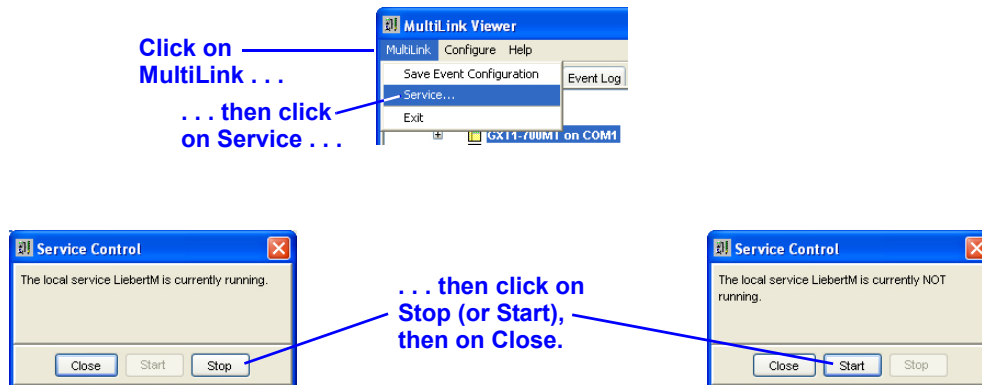 MultiLink Viewer
MultiLink Configure Help
Click on
MultiLink . . .
Save Event Configuration
Event Log
Service...
. . . then click
on Service . . .
Exit
GXT1-700MT on COM1
Service Control
The local service LiebertM is currently running.
Close Start Stop
. . . then click on
Stop (or Start),
then on Close.
Service Control
The local service LiebertM is currently NOT
running.
Close Start Stop